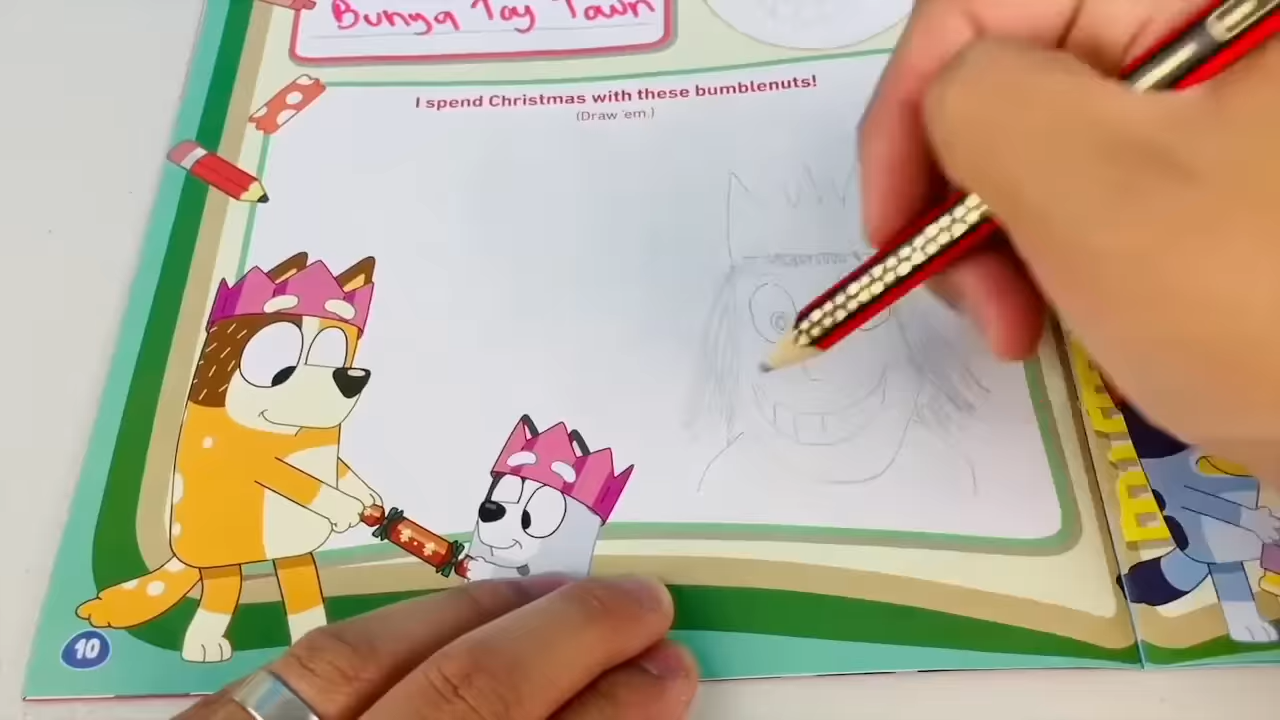 Bunya Toy Town
I spend Christmas with these bumblenuts!
(Draw 'em.)
10